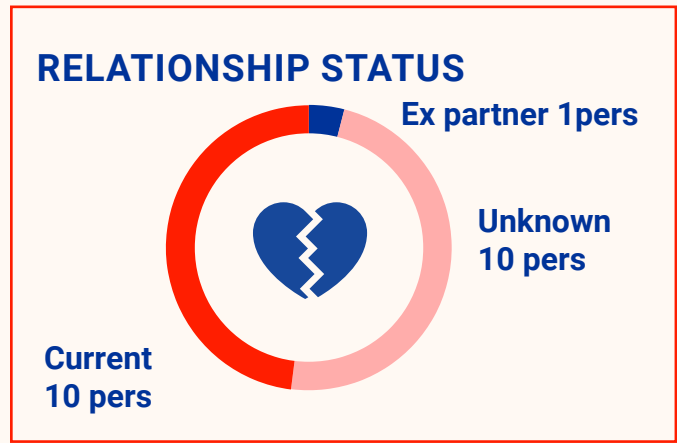 RELATIONSHIP STATUS
Ex partner 1pers
Unknown
10 pers
Current
10 pers